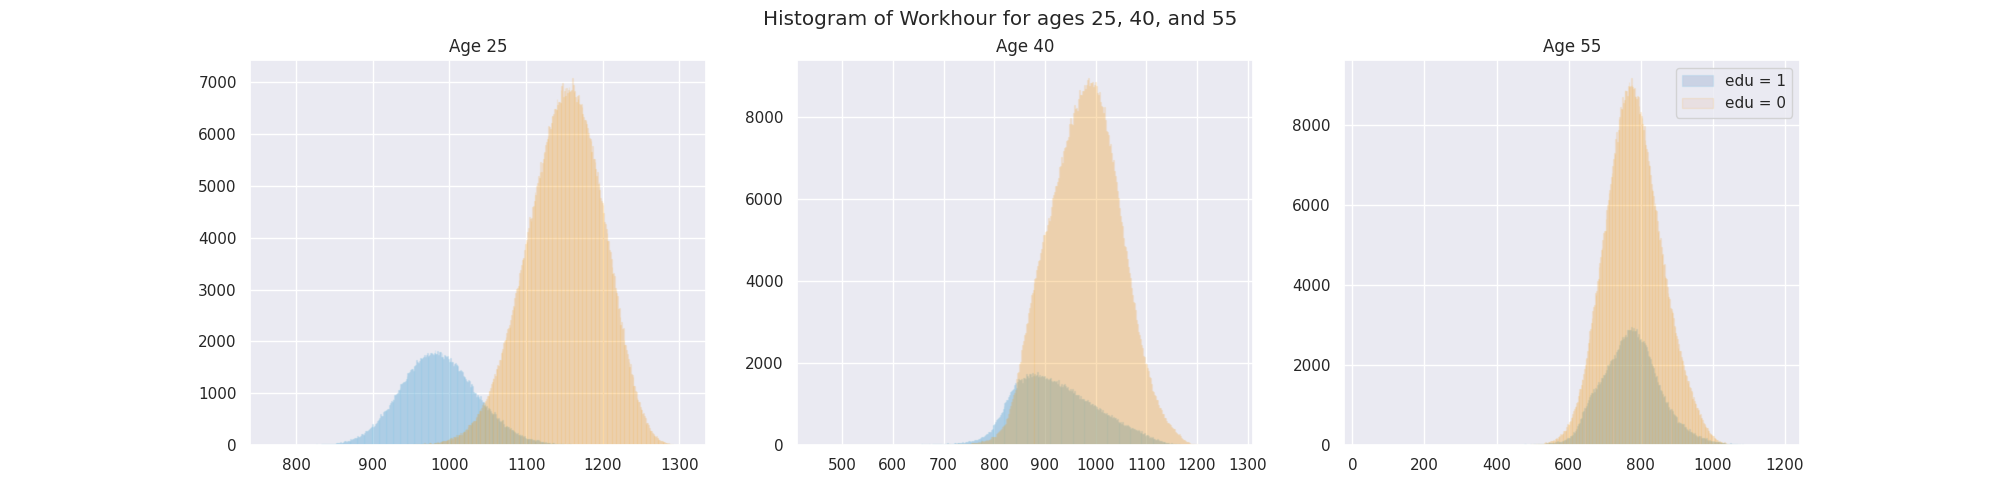 Histogram of Workhour for ages 25, 40, and 55
Age 25
7000
6000
5000
4000
3000
2000
1000
0
800 900 1000 1100 1200 1300
Age 40
8000
6000
4000
2000
0
500 600 700 800 900 1000 1100 1200 1300
Age 55
edu = 1
edu = 0
8000
6000
4000
2000
0
0 200 400 600 800 1000 1200